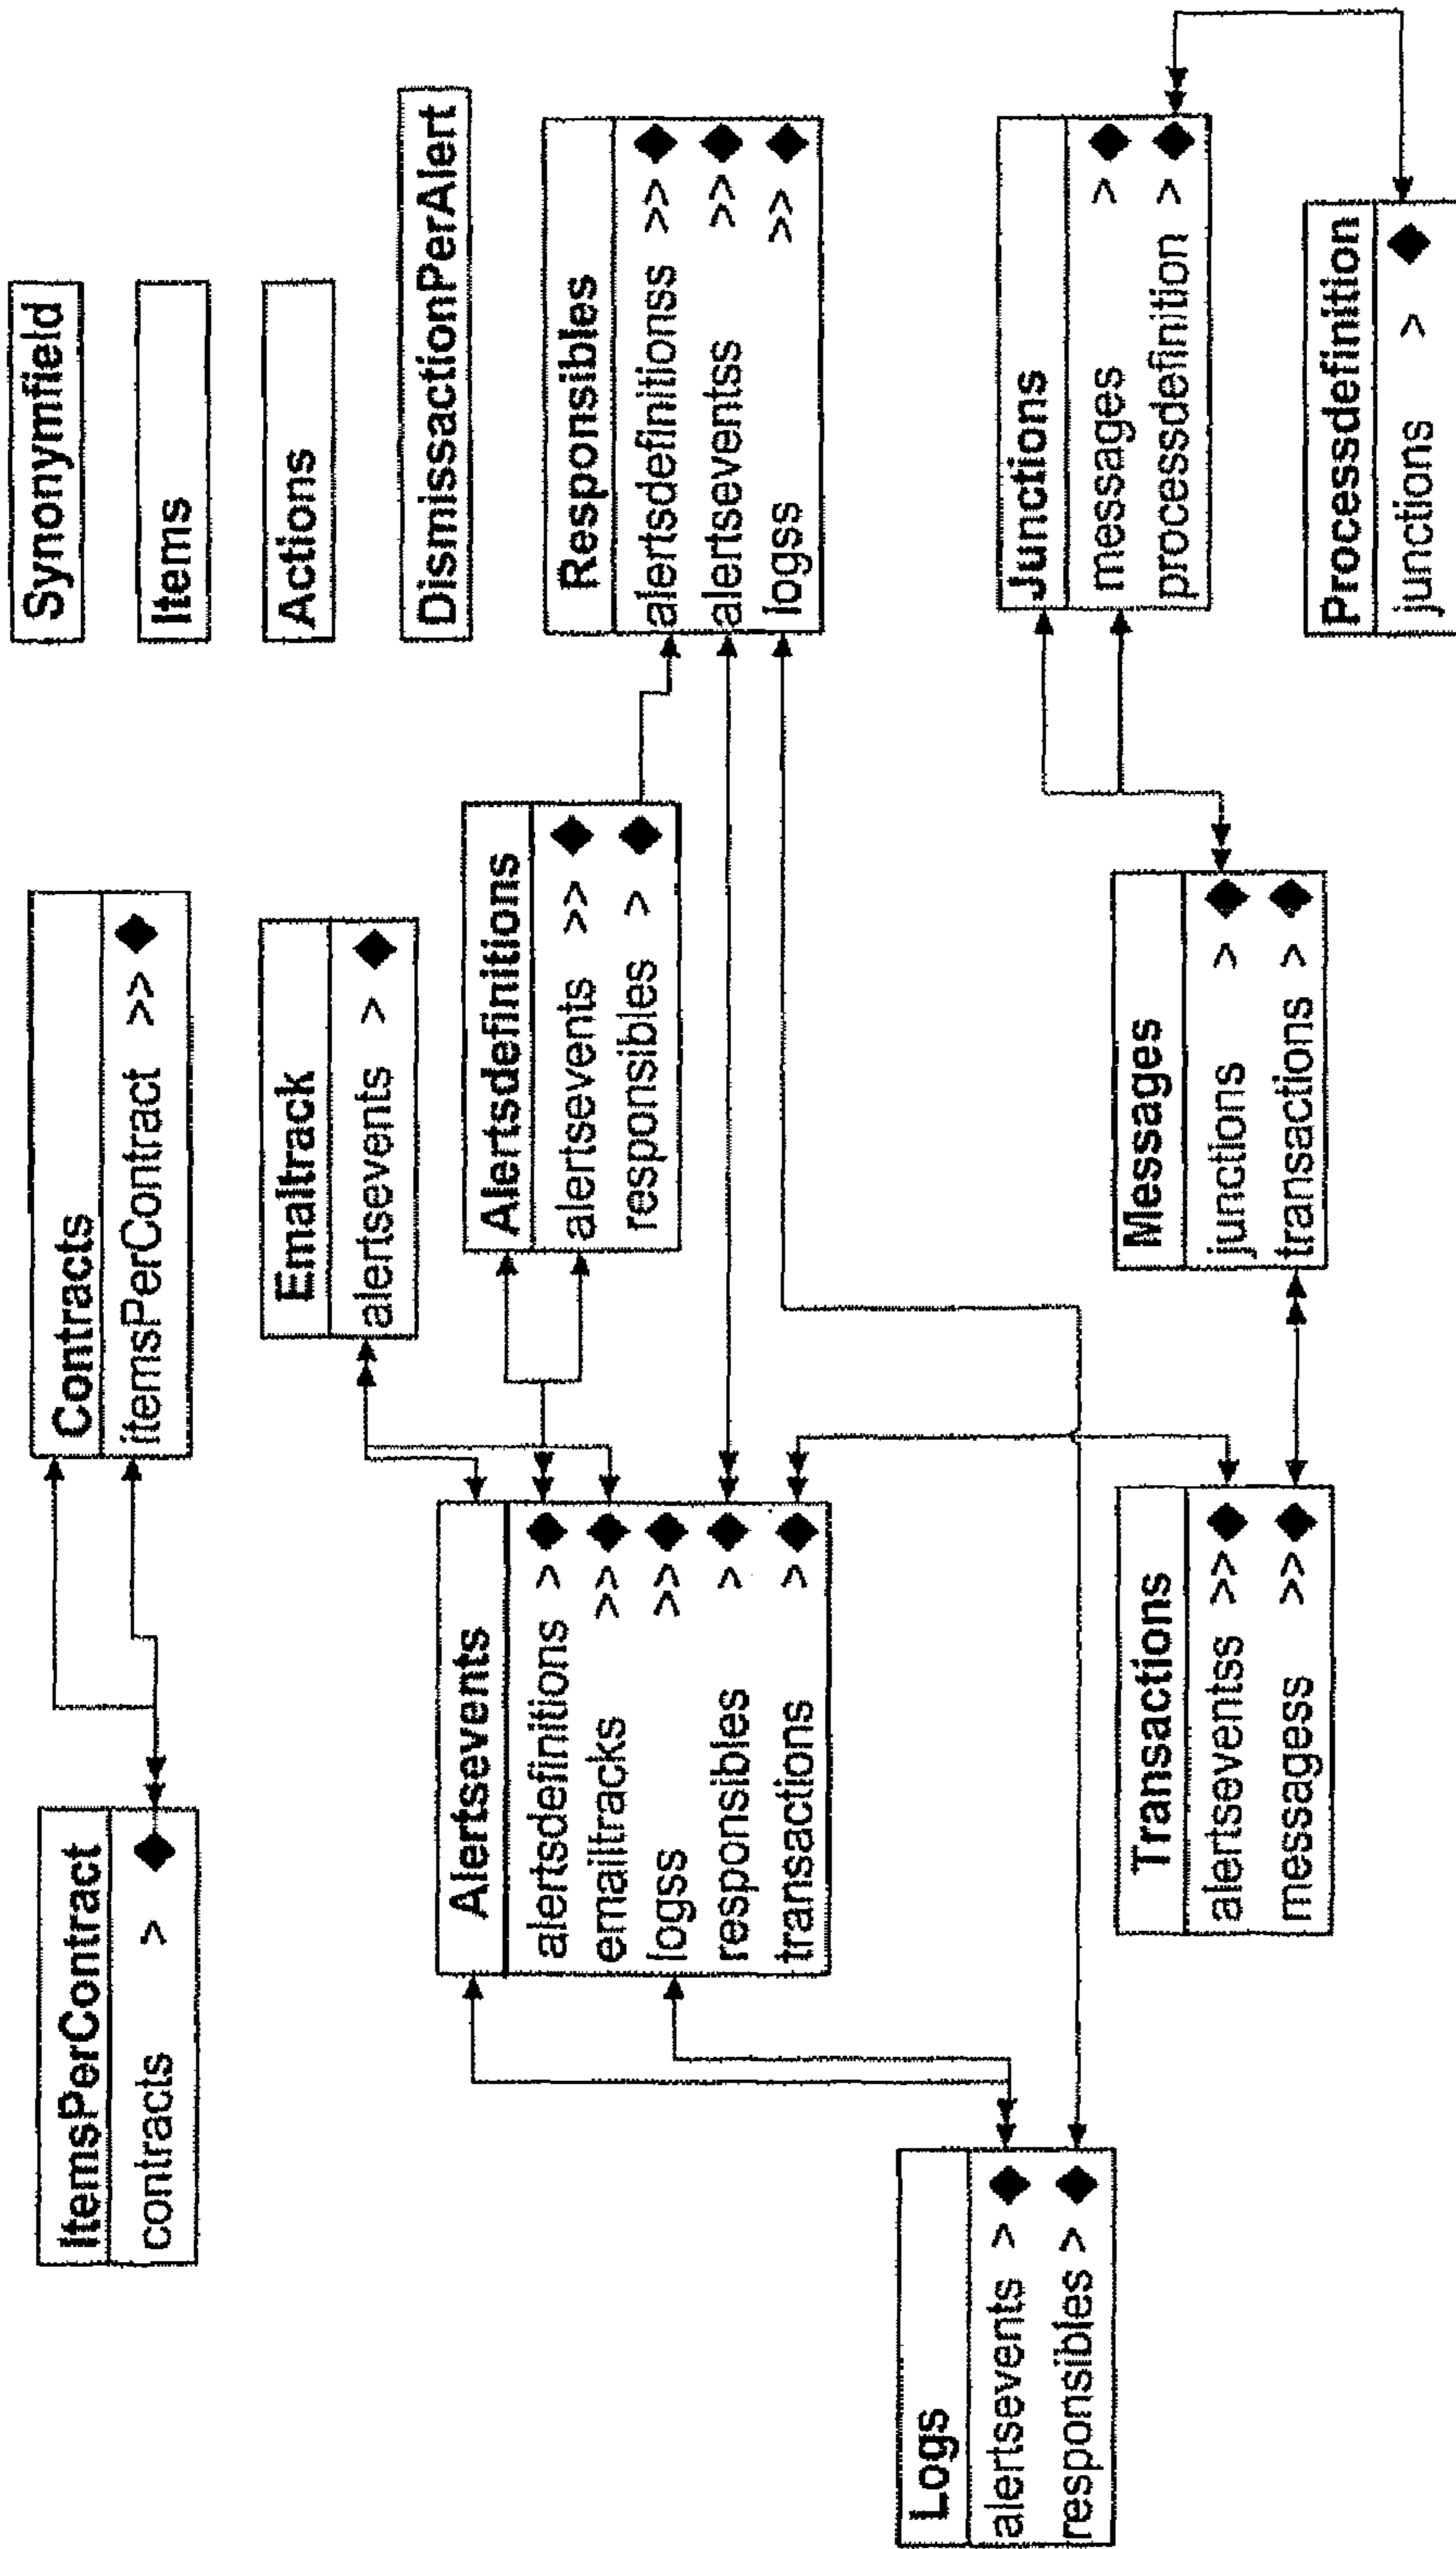 ItemsPerContract
contracts > ◆
Contracts
itemsPerContract >> ◆
Synonymfield
Items
Actions
DismissactionPerAlert
Emaltrack
alertsevents > ◆
Alertsevents
alertsdefinitions > ◆
emailtracks >> ◆
logss >> ◆
responsibles > ◆
transactions > ◆
Alertsdefinitions
alertsevents >> ◆
responsibles > ◆
Responsibles
alertsdefinitionss >> ◆
alertseventss >> ◆
logss >> ◆
Logs
alertsevents > ◆
responsibles > ◆
Transactions
alertseventss >> ◆
messagess >> ◆
Messages
junctions > ◆
transactions > ◆
Junctions
messages > ◆
processdefinition > ◆
Processdefinition
junctions > ◆